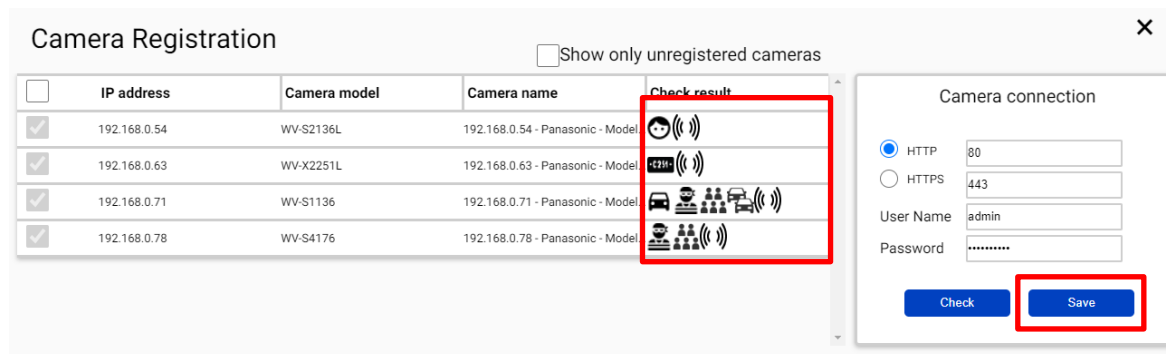 Camera Registration
Show only unregistered cameras
IP address Camera model Camera name Check result
192.168.0.54 WV-S2136L 192.168.0.54 - Panasonic - Model.
192.168.0.63 WV-X2251L 192.168.0.63 - Panasonic - Model.
192.168.0.71 WV-S1136 192.168.0.71 - Panasonic - Model.
192.168.0.78 WV-S4176 192.168.0.78 - Panasonic - Model.
Camera connection
HTTP 80
HTTPS 443
User Name admin
Password ••••••••••
Check Save